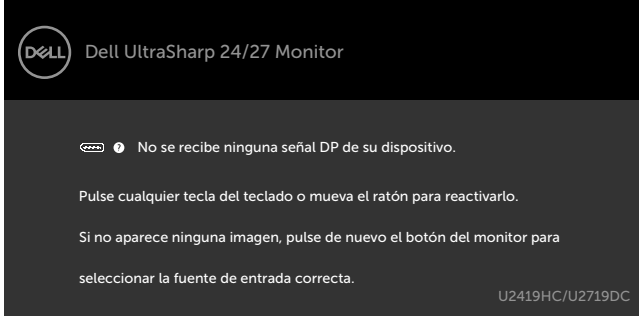 DELL
Dell UltraSharp 24/27 Monitor
? No se recibe ninguna señal DP de su dispositivo.
Pulse cualquier tecla del teclado o mueva el ratón para reactivarlo.
Si no aparece ninguna imagen, pulse de nuevo el botón del monitor para
seleccionar la fuente de entrada correcta.
U2419HC/U2719DC